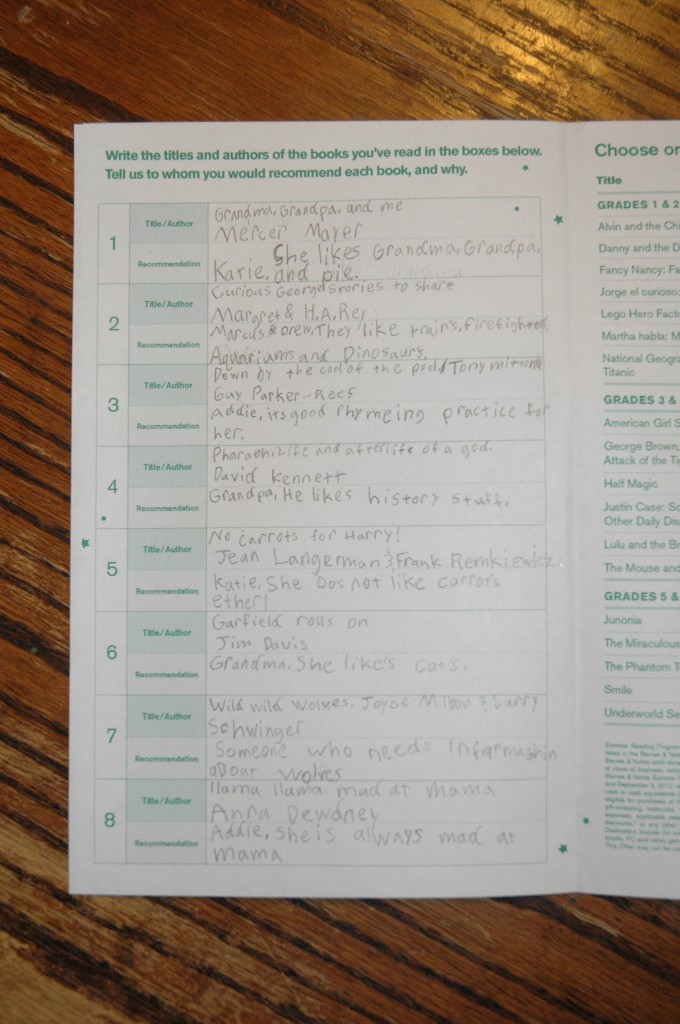 Write the titles and authors of the books you've read in the boxes below.
Tell us to whom you would recommend each book, and why.
1
Title/Author
Grandma, Grandpa, and me
Mercer Mayer
Recommendation
She likes Grandma, Grandpa,
Katie, and pie.
2
Title/Author
Curious George Stories to share
Margret & H.A. Rey
Recommendation
Marcus & Drew, They like trains, firefighters,
Aquariums and Dinosaurs.
3
Title/Author
Down by the cool of the pool/Tony mitton&
Guy Parker-Rees
Recommendation
Addie, its good rhymeing practice for
her.
4
Title/Author
Pharaoh:Life and afterlife of a god.
David Kennett
Recommendation
Grandpa, He likes history stuff.
5
Title/Author
No carrots for Harry!
Jean Langerman & Frank Remkiewicz
Recommendation
Katie, She Dos not like carrots
ether!
6
Title/Author
Garfield rolls on
Jim Davis
Recommendation
Grandma. She like's cats.
7
Title/Author
Wild wild wolves. Joyce Milton & Larry
Schwinger
Recommendation
Someone who needs informashin
about wolves
8
Title/Author
llama llama mad at mama
Anna Dewdney
Recommendation
Addie, She is always mad at
mama
Choose or
Title
GRADES 1 & 2
Alvin and the Chi
Danny and the D
Fancy Nancy: Fa
Jorge el curioso:
Lego Hero Facto
Martha habla: M
National Geogra
Titanic
GRADES 3 &
American Girl S
George Brown,
Attack of the Ti
Half Magic
Justin Case: Sc
Other Daily Dis
Lulu and the Br
The Mouse and
GRADES 5 &
Junonia
The Miraculous
The Phantom T
Smile
Underworld Se